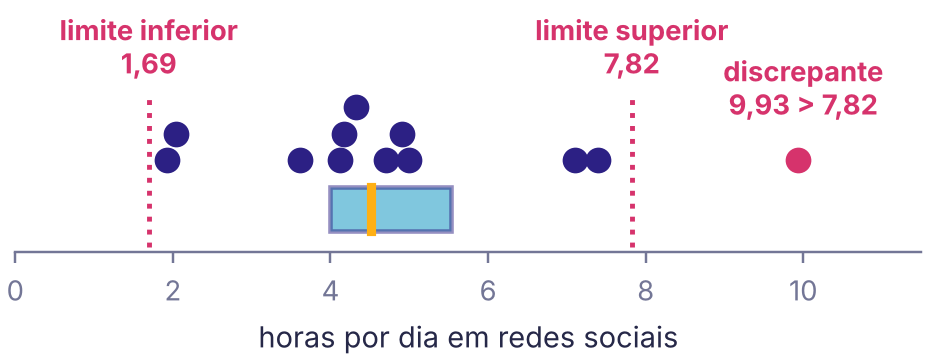 limite inferior
1,69
limite superior
7,82
discrepante
9,93 > 7,82
0 2 4 6 8 10
horas por dia em redes sociais